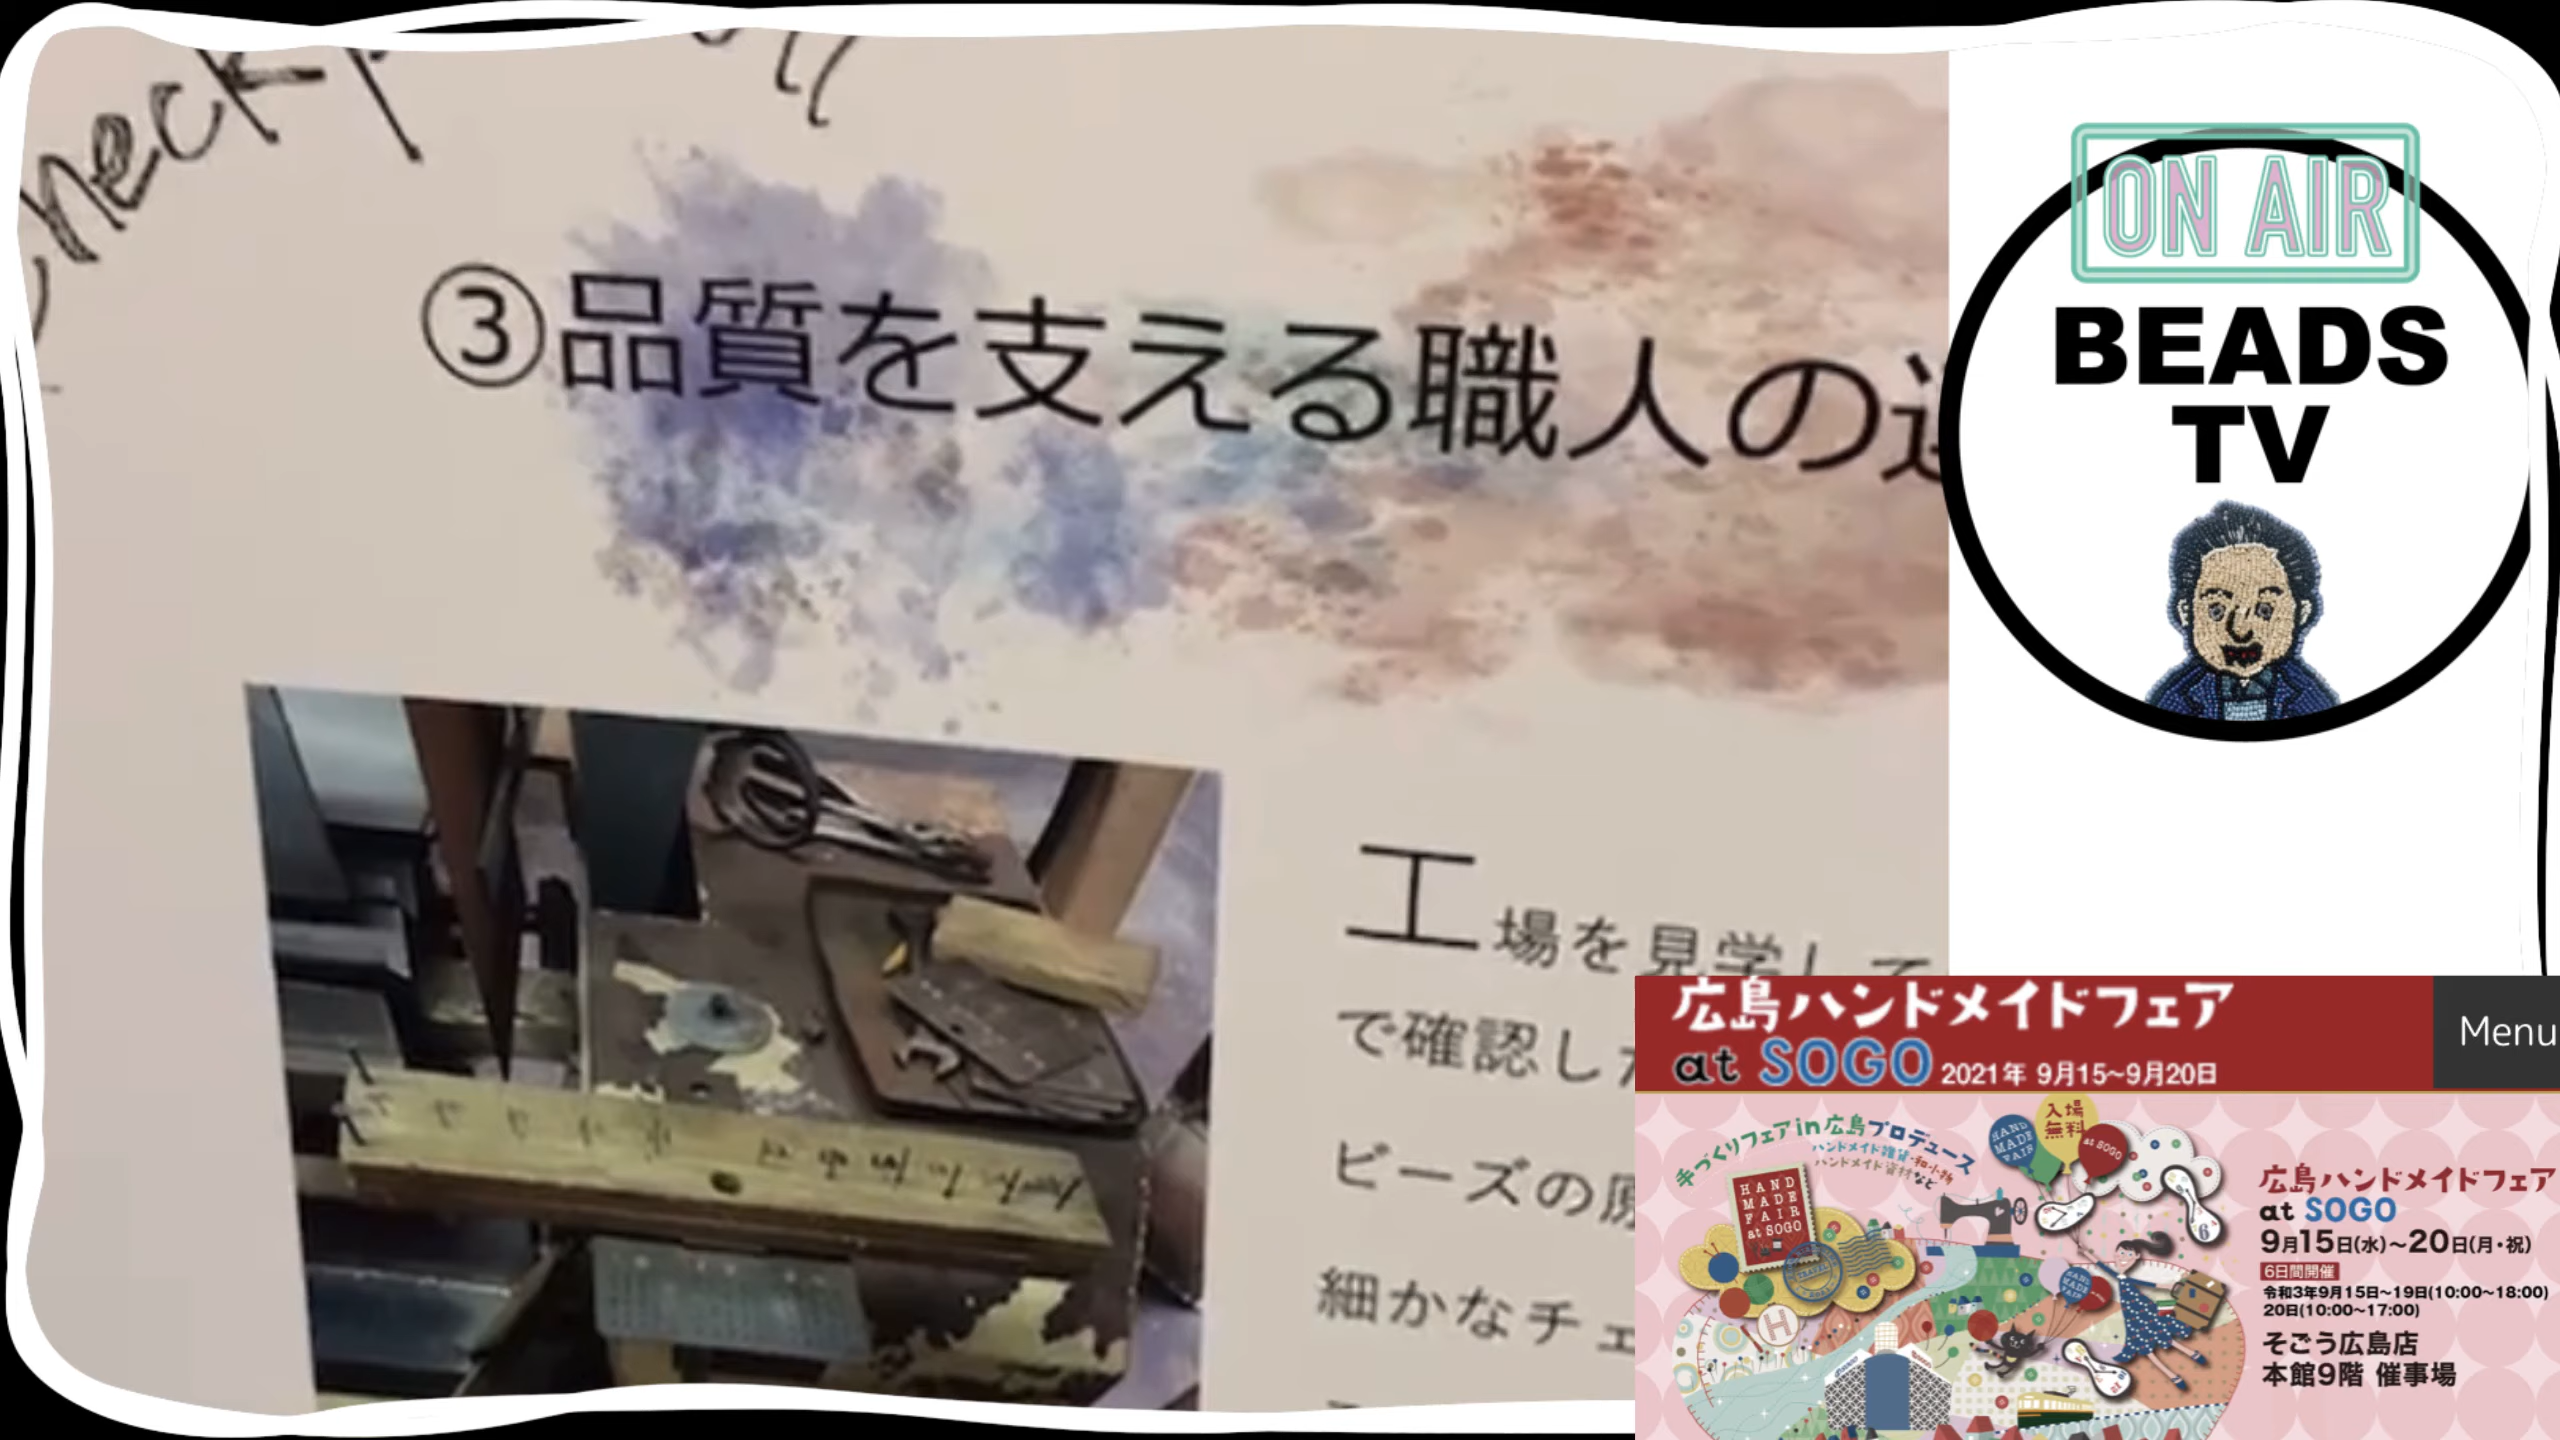 Check
③品質を支える職人の
工場を見学して
で確認し
ビーズの原
細かなチェ
ON AIR
BEADS
TV
広島ハンドメイドフェア
at SOGO 2021年 9月15~9月20日
Menu
手づくりフェアin広島プロデュース
ハンドメイド雑貨・和小物
ハンドメイド資材など
HAND
MADE
FAIR
at SOGO
HAND
MADE
FAIR
入場
無料
at SOGO
広島ハンドメイドフェア
at SOGO
9月15日(水)~20日(月・祝)
6日間開催
令和3年9月15日~19日(10:00~18:00)
20日(10:00~17:00)
そごう広島店
本館9階 催事場